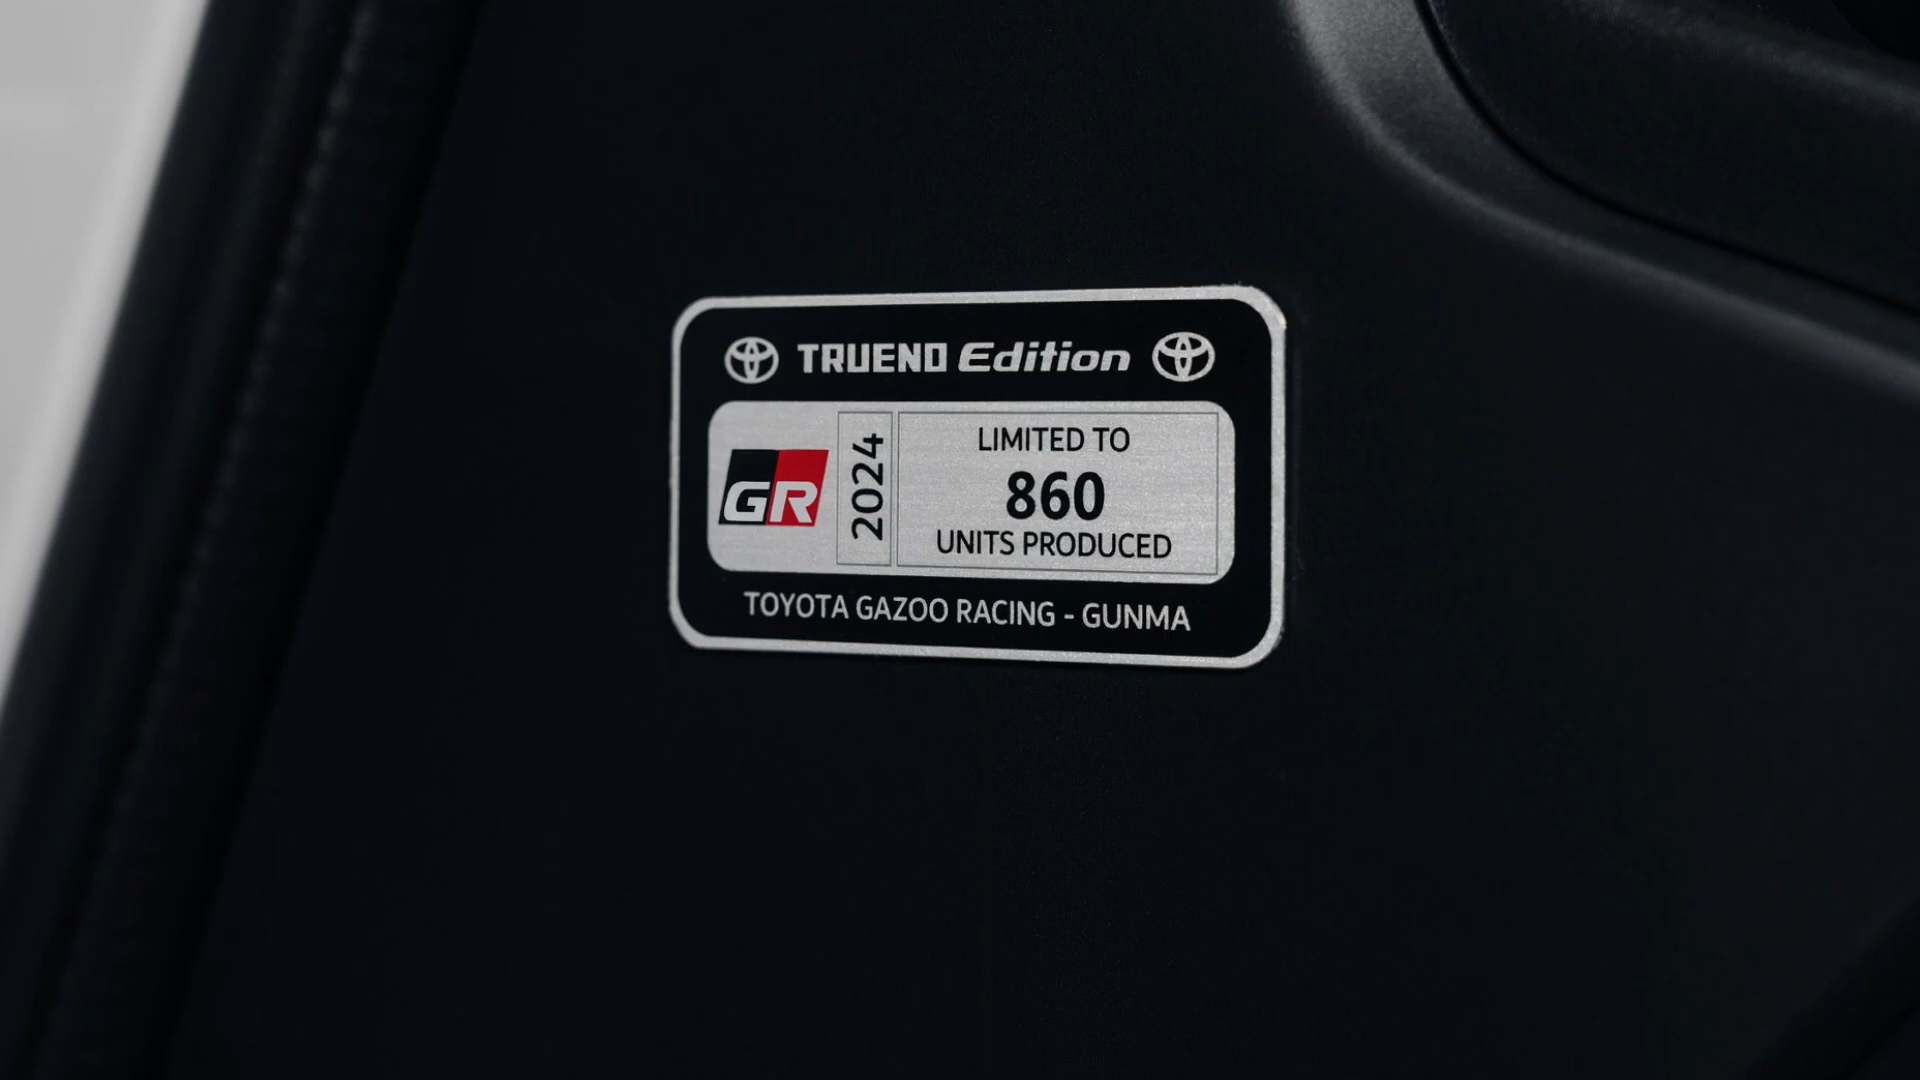 TRUENO Edition
GR
2024
LIMITED TO
860
UNITS PRODUCED
TOYOTA GAZOO RACING - GUNMA